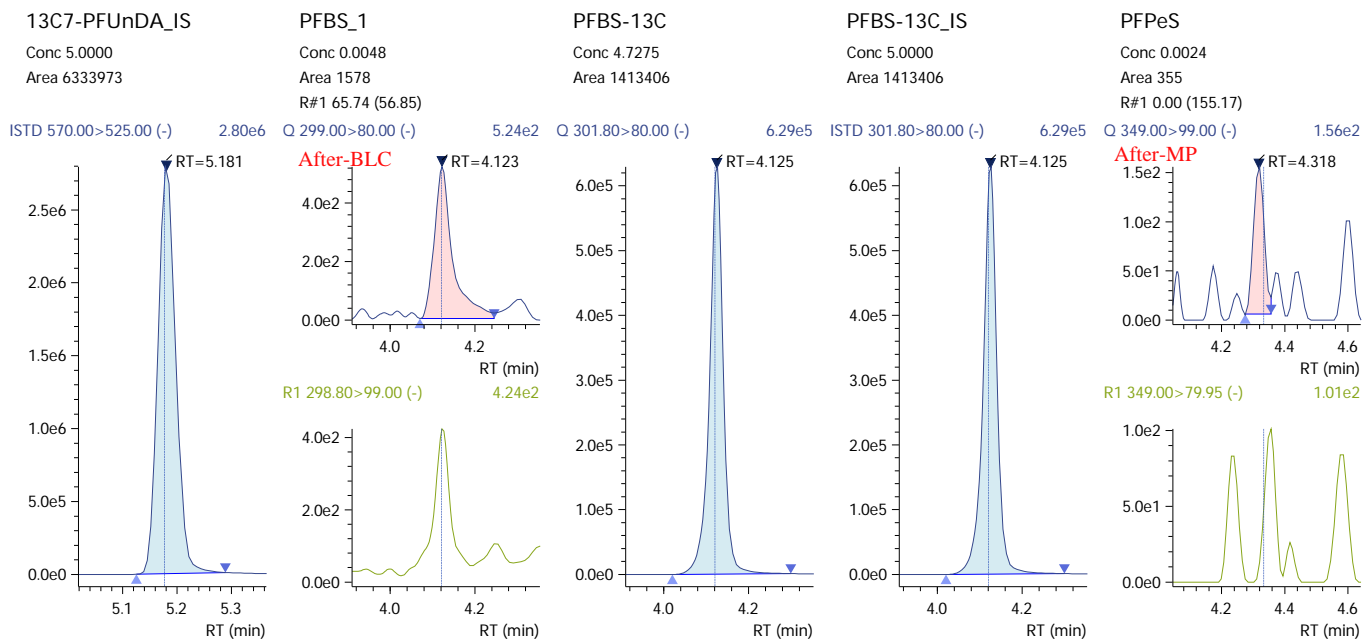 13C7-PFUnDA_IS
Conc 5.0000
Area 6333973
ISTD 570.00>525.00 (-) 2.80e6
RT=5.181
2.5e6
2.0e6
1.5e6
1.0e6
5.0e5
0.0e0
5.1 5.2 5.3
RT (min)
PFBS_1
Conc 0.0048
Area 1578
R#1 65.74 (56.85)
Q 299.00>80.00 (-) 5.24e2
After-BLC
RT=4.123
4.0e2
2.0e2
0.0e0
4.0 4.2
RT (min)
R1 298.80>99.00 (-) 4.24e2
4.0e2
2.0e2
0.0e0
4.0 4.2
RT (min)
PFBS-13C
Conc 4.7275
Area 1413406
Q 301.80>80.00 (-) 6.29e5
RT=4.125
6.0e5
5.0e5
4.0e5
3.0e5
2.0e5
1.0e5
0.0e0
4.0 4.2
RT (min)
PFBS-13C_IS
Conc 5.0000
Area 1413406
ISTD 301.80>80.00 (-) 6.29e5
RT=4.125
6.0e5
5.0e5
4.0e5
3.0e5
2.0e5
1.0e5
0.0e0
4.0 4.2
RT (min)
PFPeS
Conc 0.0024
Area 355
R#1 0.00 (155.17)
Q 349.00>99.00 (-) 1.56e2
After-MP
RT=4.318
1.5e2
1.0e2
5.0e1
0.0e0
4.2 4.4 4.6
RT (min)
R1 349.00>79.95 (-) 1.01e2
1.0e2
5.0e1
0.0e0
4.2 4.4 4.6
RT (min)